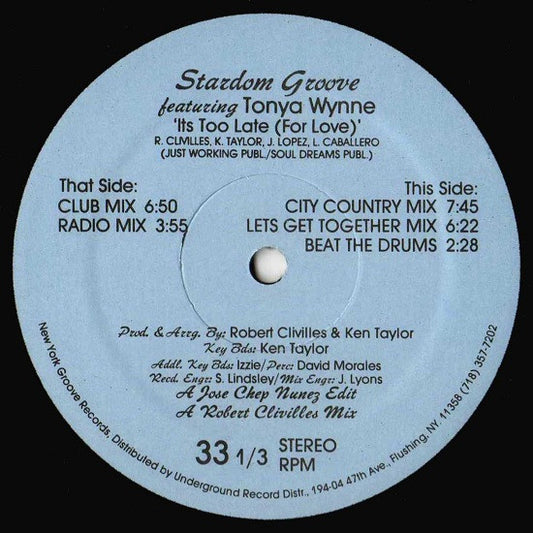 Stardom Groove
featuring Tonya Wynne
'Its Too Late (For Love)'
R. CLIVILLES, K. TAYLOR, J. LOPEZ, L. CABALLERO
(JUST WORKING PUBL./SOUL DREAMS PUBL.)
That Side:
CLUB MIX 6:50
RADIO MIX 3:55
This Side:
CITY COUNTRY MIX 7:45
LETS GET TOGETHER MIX 6:22
BEAT THE DRUMS 2:28
Prod. & Arrg. By: Robert Clivilles & Ken Taylor
Key Bds: Ken Taylor
Addl. Key Bds: Izzie/Perc: David Morales
Recd. Engr: S. Lindsley/Mix Engr: J. Lyons
A Jose Chep Nunez Edit
A Robert Clivilles Mix
33 1/3 STEREO
RPM
New York Groove Records, Distributed by Underground Record Distr., 194-04 47th Ave., Flushing, NY. 11358 (718) 357-7202